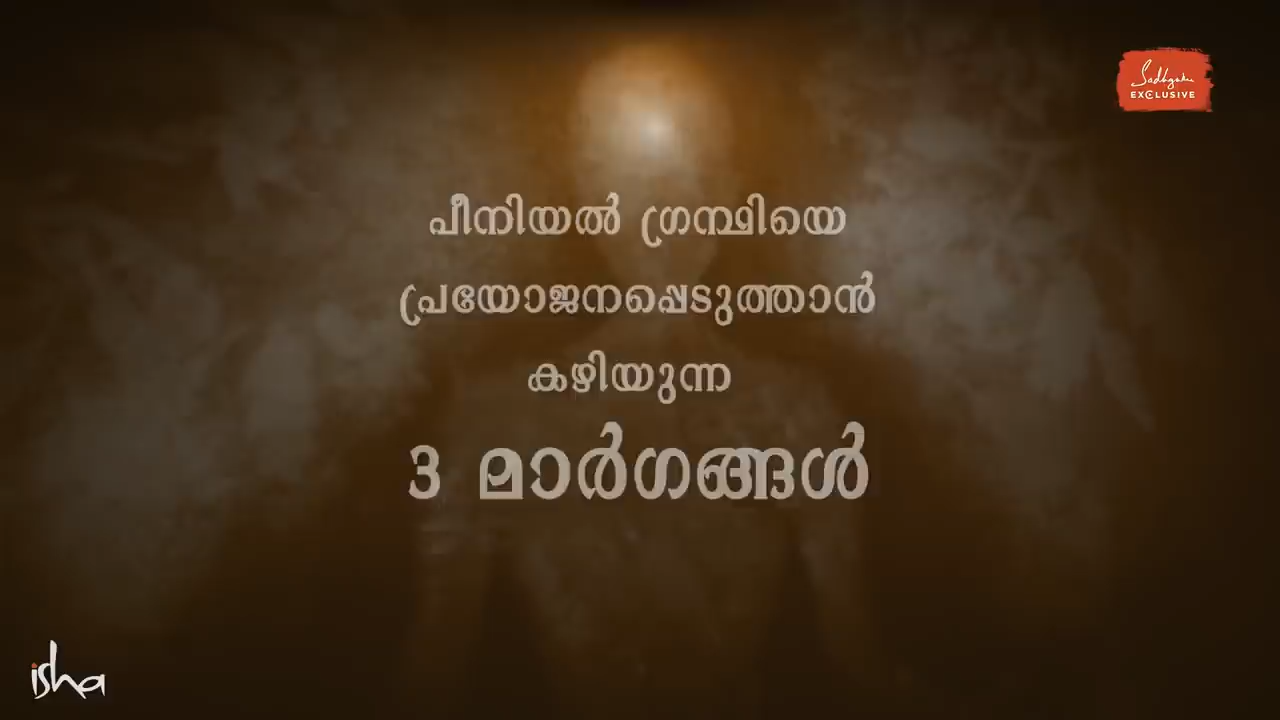 Sadhguru
EXCLUSIVE
പീനിയൽ ഗ്രന്ഥിയെ
പ്രയോജനപ്പെടുത്താൻ
കഴിയുന്ന
3 മാർഗങ്ങൾ
isha